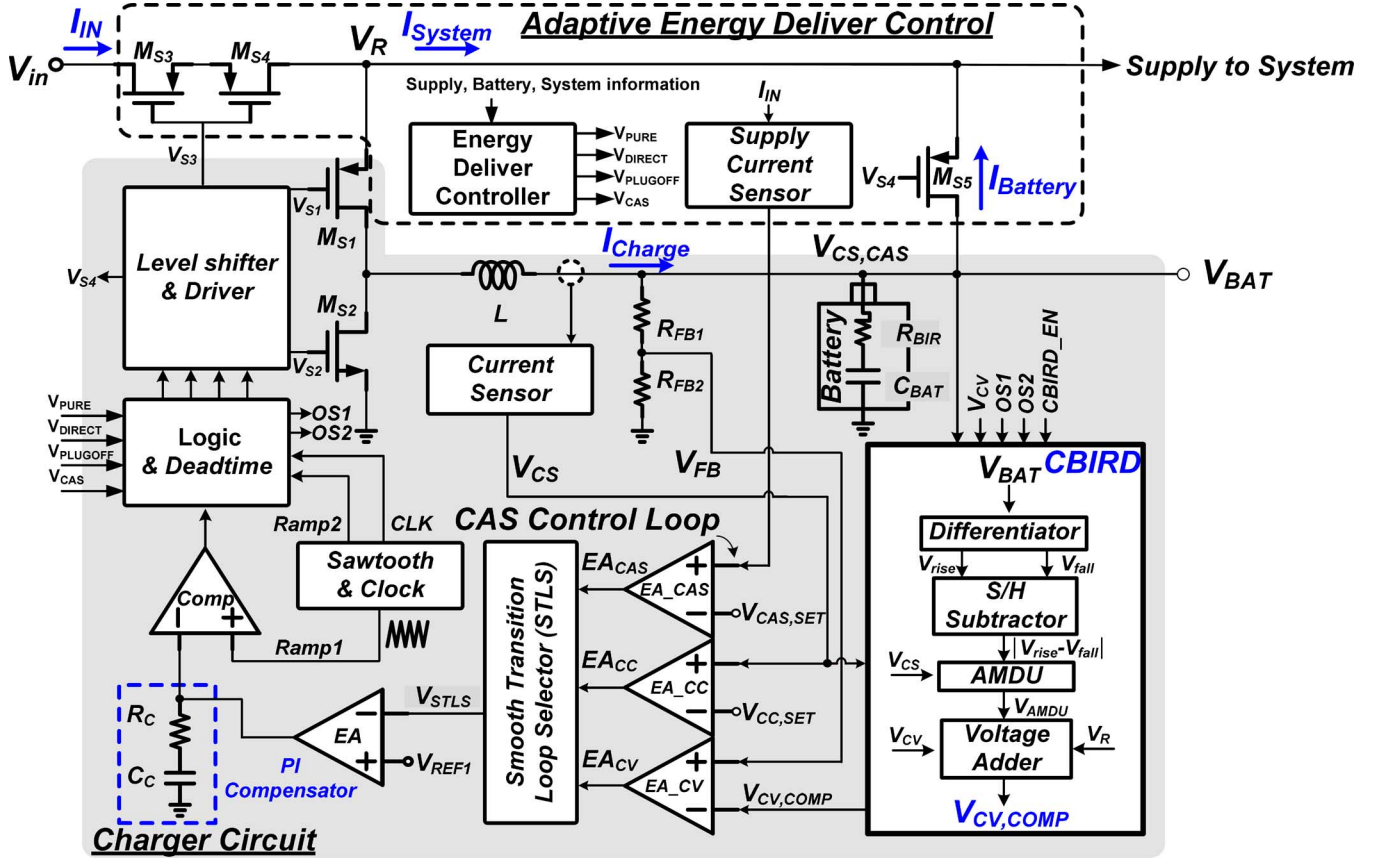 Adaptive Energy Deliver Control
I_IN
I_System
V_in
M_S3
M_S4
V_R
Supply to System
Supply, Battery, System information
I_IN
Energy
Deliver
Controller
V_PURE
V_DIRECT
V_PLUGOFF
V_CAS
Supply
Current
Sensor
V_S4
M_S5
I_Battery
V_S3
V_S1
M_S1
Level shifter
& Driver
V_S4
M_S2
V_S2
I_Charge
V_CS,CAS
V_BAT
L
R_FB1
R_FB2
Current
Sensor
Battery
R_BIR
C_BAT
V_CV
OS1
OS2
CBIRD_EN
V_PURE
V_DIRECT
V_PLUGOFF
V_CAS
Logic
& Deadtime
OS1
OS2
V_CS
V_FB
Ramp2
CLK
Sawtooth
& Clock
Comp
−
+
Ramp1
CAS Control Loop
Smooth Transition
Loop Selector (STLS)
EA_CAS
EA_CAS
+
−
V_CAS,SET
EA_CC
EA_CC
+
−
V_CC,SET
EA_CV
EA_CV
+
−
V_CV,COMP
V_STLS
EA
−
+
V_REF1
R_C
C_C
PI
Compensator
Charger Circuit
CBIRD
V_BAT
Differentiator
V_rise
V_fall
S/H
Subtractor
|V_rise-V_fall|
V_CS
AMDU
V_AMDU
V_CV
Voltage
Adder
V_R
V_CV,COMP